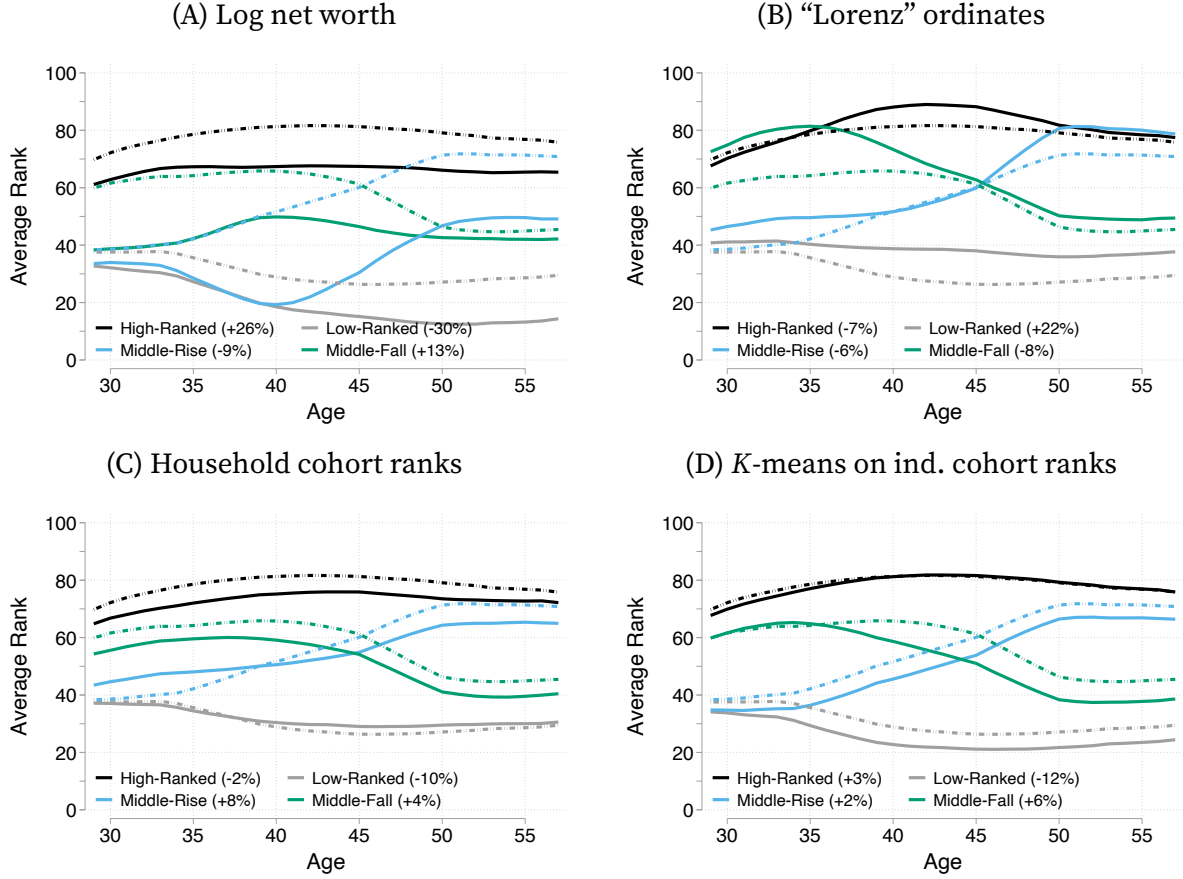 (A) Log net worth
Average Rank
100
80
60
40
20
0
High-Ranked (+26%) Low-Ranked (-30%)
Middle-Rise (-9%) Middle-Fall (+13%)
30 35 40 45 50 55
Age
(B) “Lorenz” ordinates
Average Rank
100
80
60
40
20
0
High-Ranked (-7%) Low-Ranked (+22%)
Middle-Rise (-6%) Middle-Fall (-8%)
30 35 40 45 50 55
Age
(C) Household cohort ranks
Average Rank
100
80
60
40
20
0
High-Ranked (-2%) Low-Ranked (-10%)
Middle-Rise (+8%) Middle-Fall (+4%)
30 35 40 45 50 55
Age
(D) K-means on ind. cohort ranks
Average Rank
100
80
60
40
20
0
High-Ranked (+3%) Low-Ranked (-12%)
Middle-Rise (+2%) Middle-Fall (+6%)
30 35 40 45 50 55
Age